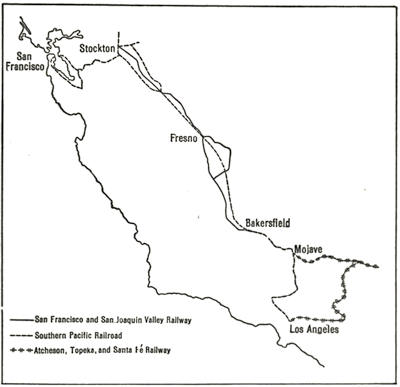 Stockton
San
Francisco
Fresno
Bakersfield
Mojave
San Francisco and San Joaquin Valley Railway
Southern Pacific Railroad
Los Angeles
Atcheson, Topeka, and Santa Fé Railway